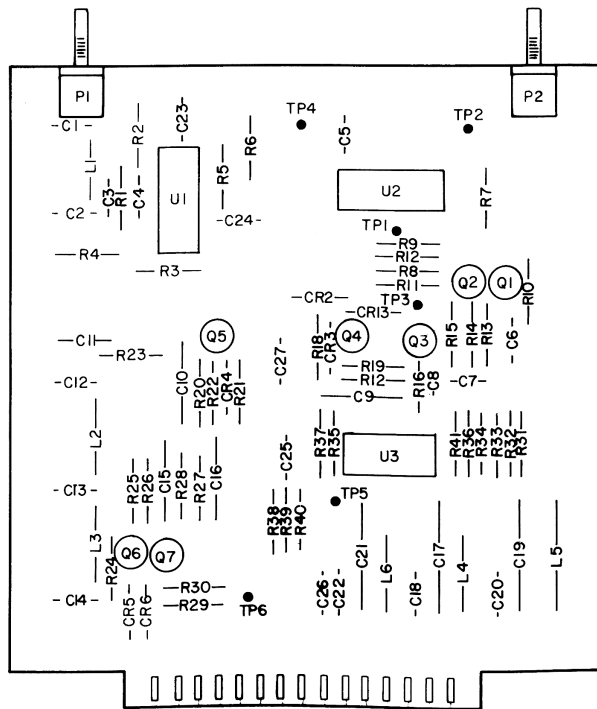 P1
P2
C1
L1
R2
C23
R6
TP4
C5
TP2
C3
R1
C4
U1
R5
U2
R7
C2
C24
TP1
R4
R3
R9
R12
R8
R11
Q2
Q1
R10
CR2
TP3
CR13
C11
R23
Q5
R18
CR3
Q4
Q3
R15
R14
R13
C6
C12
C10
R20
R22
CR4
R21
C27
R19
R12
C9
R16
C8
C7
L2
R37
R35
U3
R41
R36
R34
R33
R32
R31
C13
R25
R26
C15
R28
R27
C16
C25
TP5
R38
R39
R40
L3
R24
Q6
Q7
C21
L6
C17
L4
C19
L5
C14
CR5
CR6
R30
R29
TP6
C26
C22
C18
C20